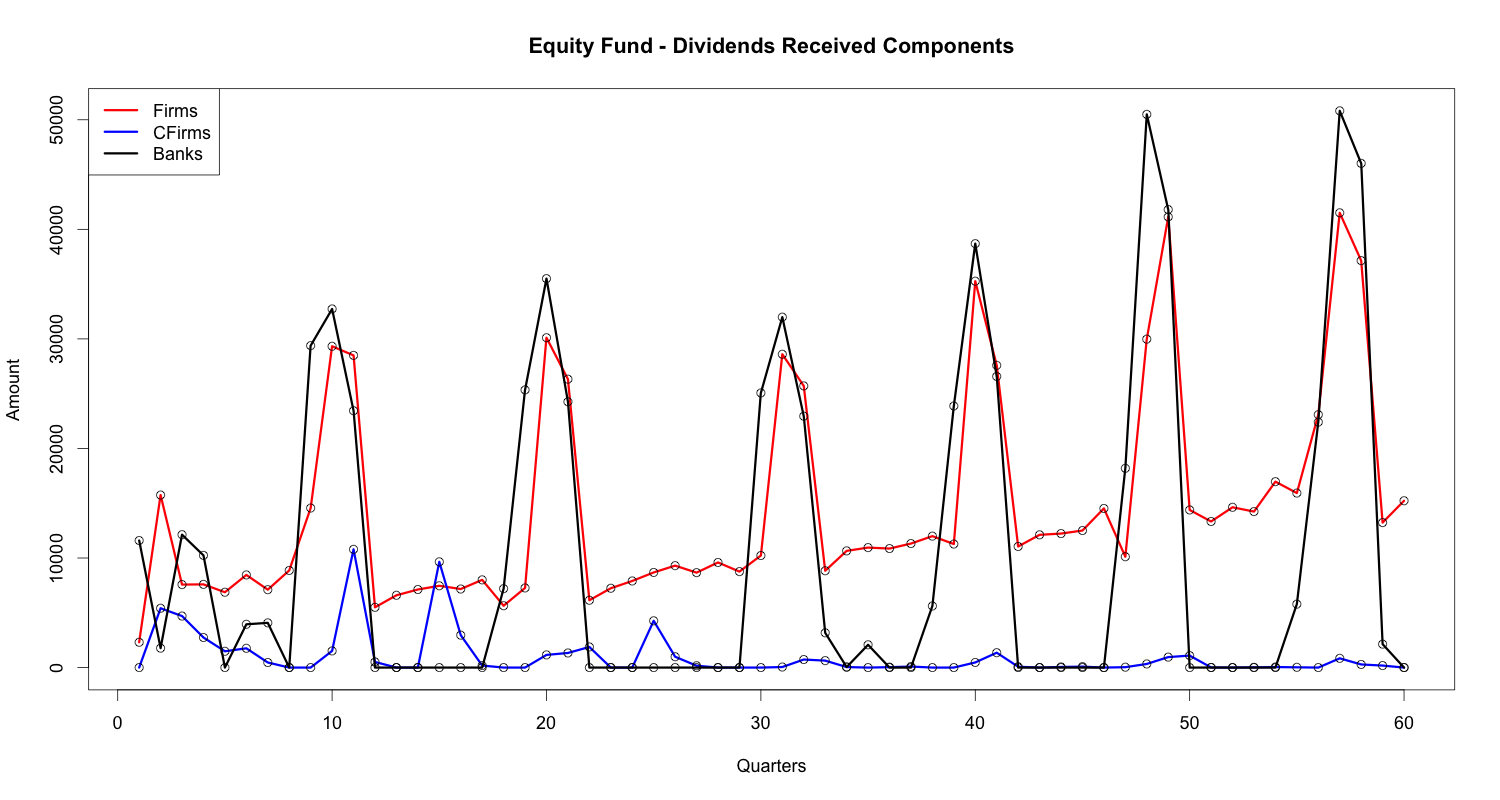 Equity Fund - Dividends Received Components
Firms
CFirms
Banks
50000
40000
30000
20000
10000
0
Amount
0 10 20 30 40 50 60
Quarters